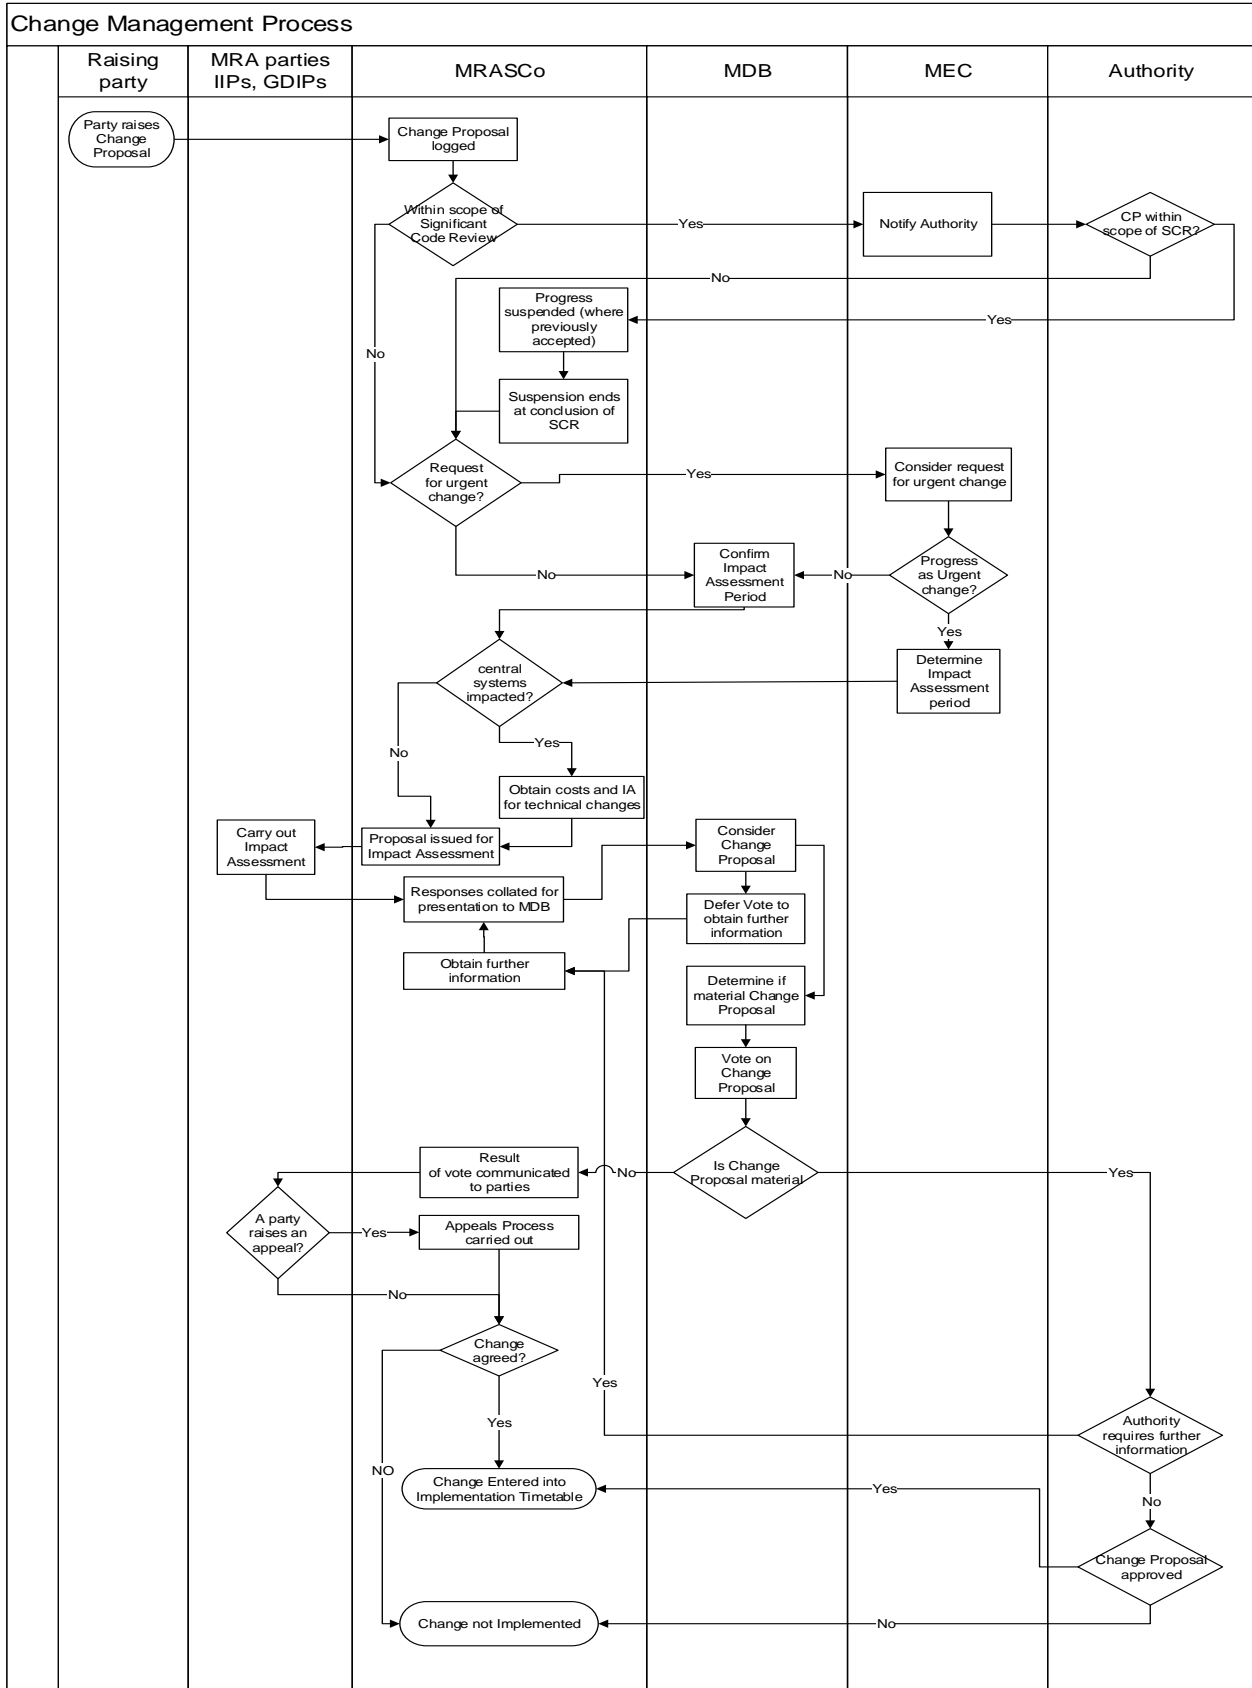 Change Management Process
Raising
party
MRA parties
IIPs, GDIPs
MRASCo
MDB
MEC
Authority
Party raises
Change
Proposal
Change Proposal
logged
Within scope of
Significant
Code Review
Yes
Notify Authority
CP within
scope of SCR?
No
Progress
suspended (where
previously
accepted)
Yes
No
Suspension ends
at conclusion of
SCR
Request
for urgent
change?
Yes
Consider request
for urgent change
No
Confirm
Impact
Assessment
Period
No
Progress
as Urgent
change?
Yes
central
systems
impacted?
Determine
Impact
Assessment
period
No
Yes
Obtain costs and IA
for technical changes
Carry out
Impact
Assessment
Proposal issued for
Impact Assessment
Consider
Change
Proposal
Responses collated for
presentation to MDB
Defer Vote to
obtain further
information
Obtain further
information
Determine if
material Change
Proposal
Vote on
Change
Proposal
Result
of vote communicated
to parties
No
Is Change
Proposal material
Yes
A party
raises an
appeal?
Yes
Appeals Process
carried out
No
Change
agreed?
Yes
Yes
Authority
requires further
information
NO
Change Entered into
Implementation Timetable
Yes
No
Change Proposal
approved
Change not Implemented
No